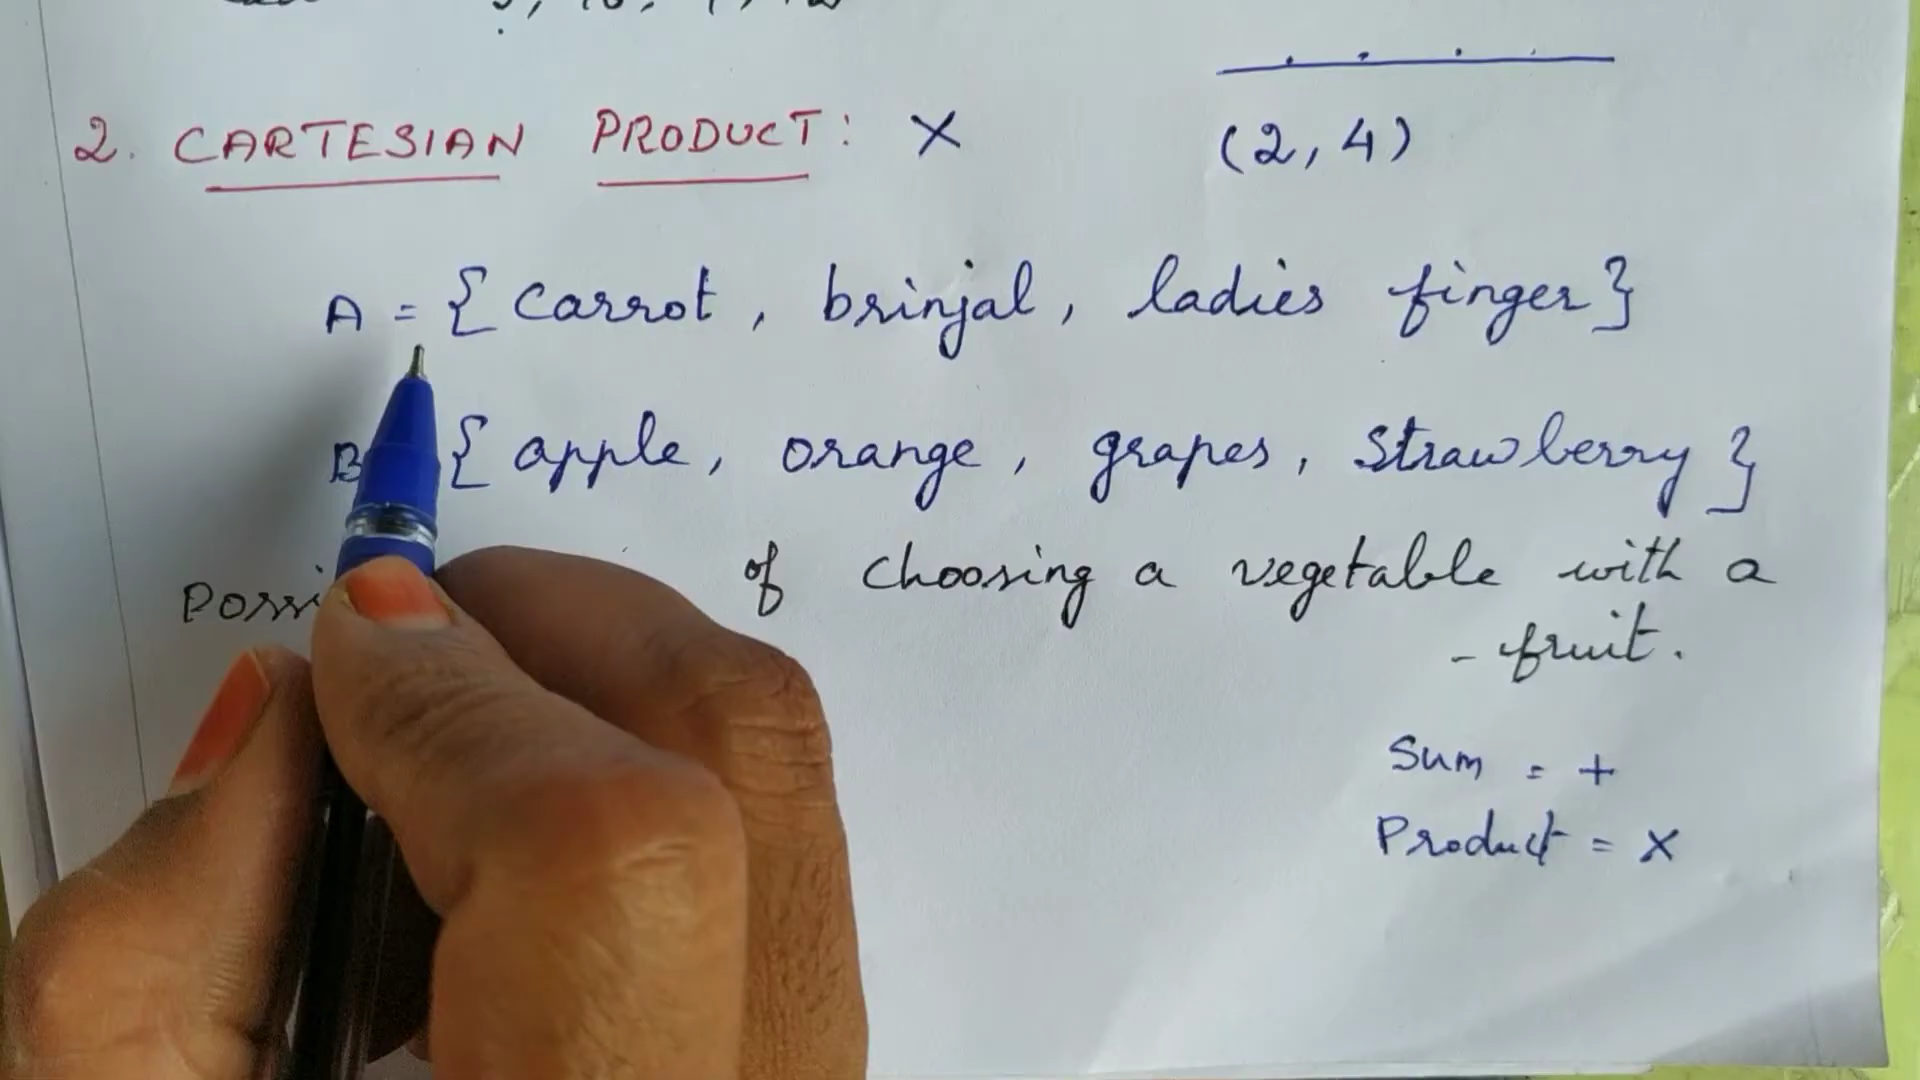 2. CARTESIAN PRODUCT: X
(2, 4)
A = { carrot, brinjal, ladies finger}
B { apple, orange, grapes, strawberry }
of choosing a vegetable with a
- fruit.
Sum = +
Product = x